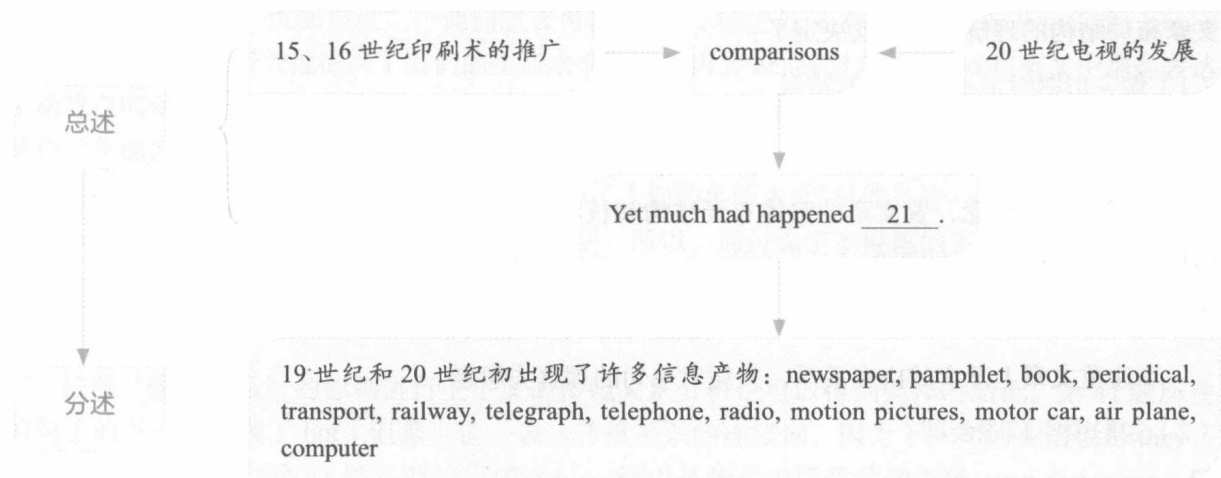 15、16 世纪印刷术的推广 comparisons 20 世纪电视的发展
总述
Yet much had happened 21 .
分述
19 世纪和 20 世纪初出现了许多信息产物：newspaper, pamphlet, book, periodical,
transport, railway, telegraph, telephone, radio, motion pictures, motor car, air plane,
computer